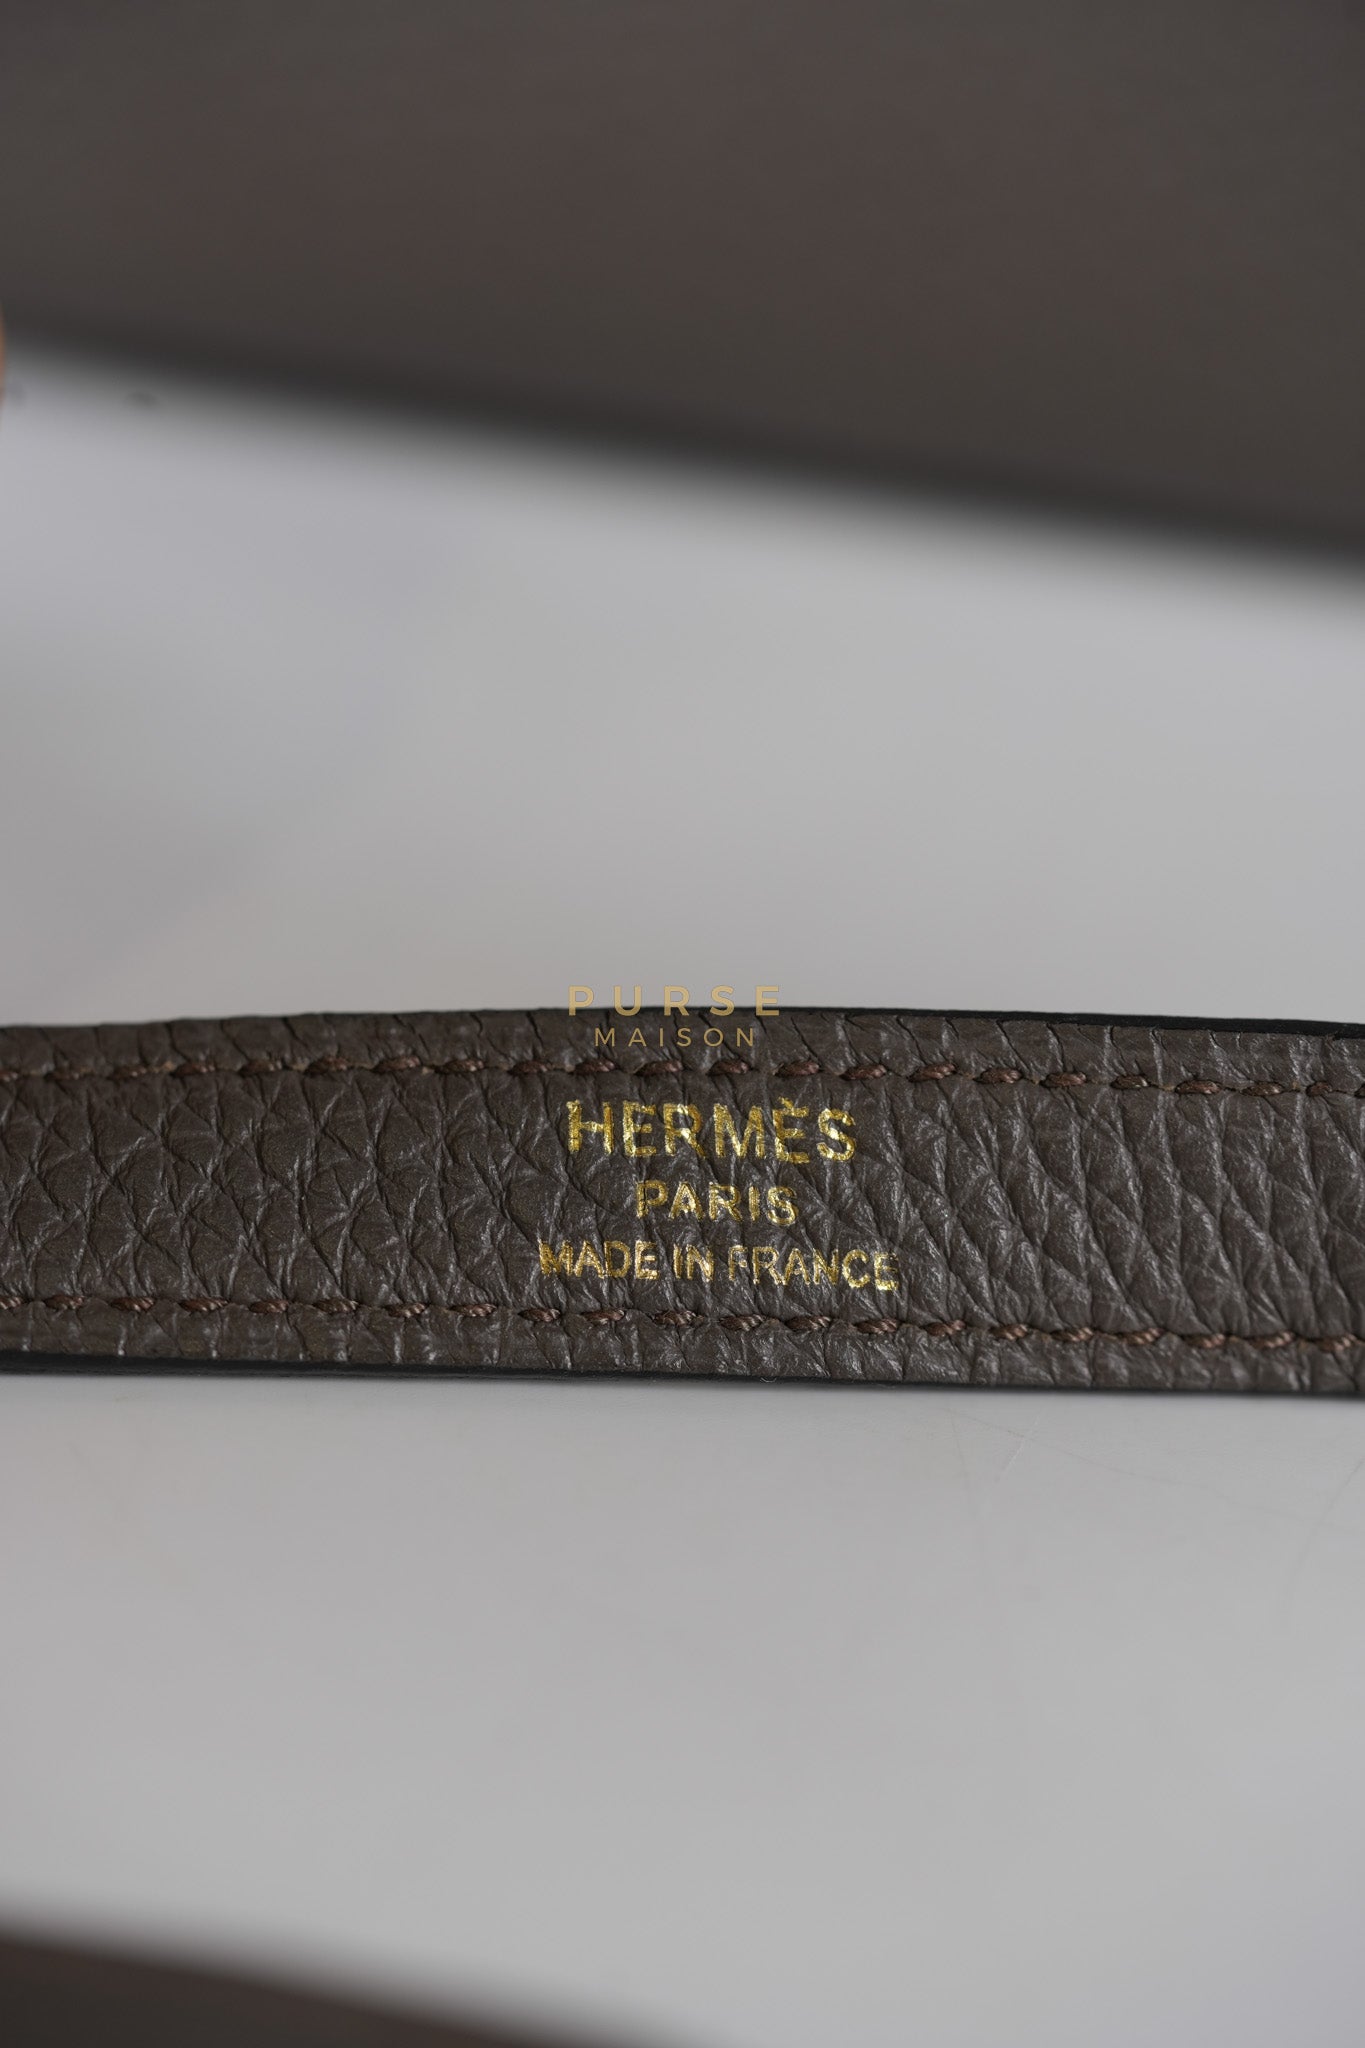 PURSE
MAISON
HERMÈS
PARIS
MADE IN FRANCE